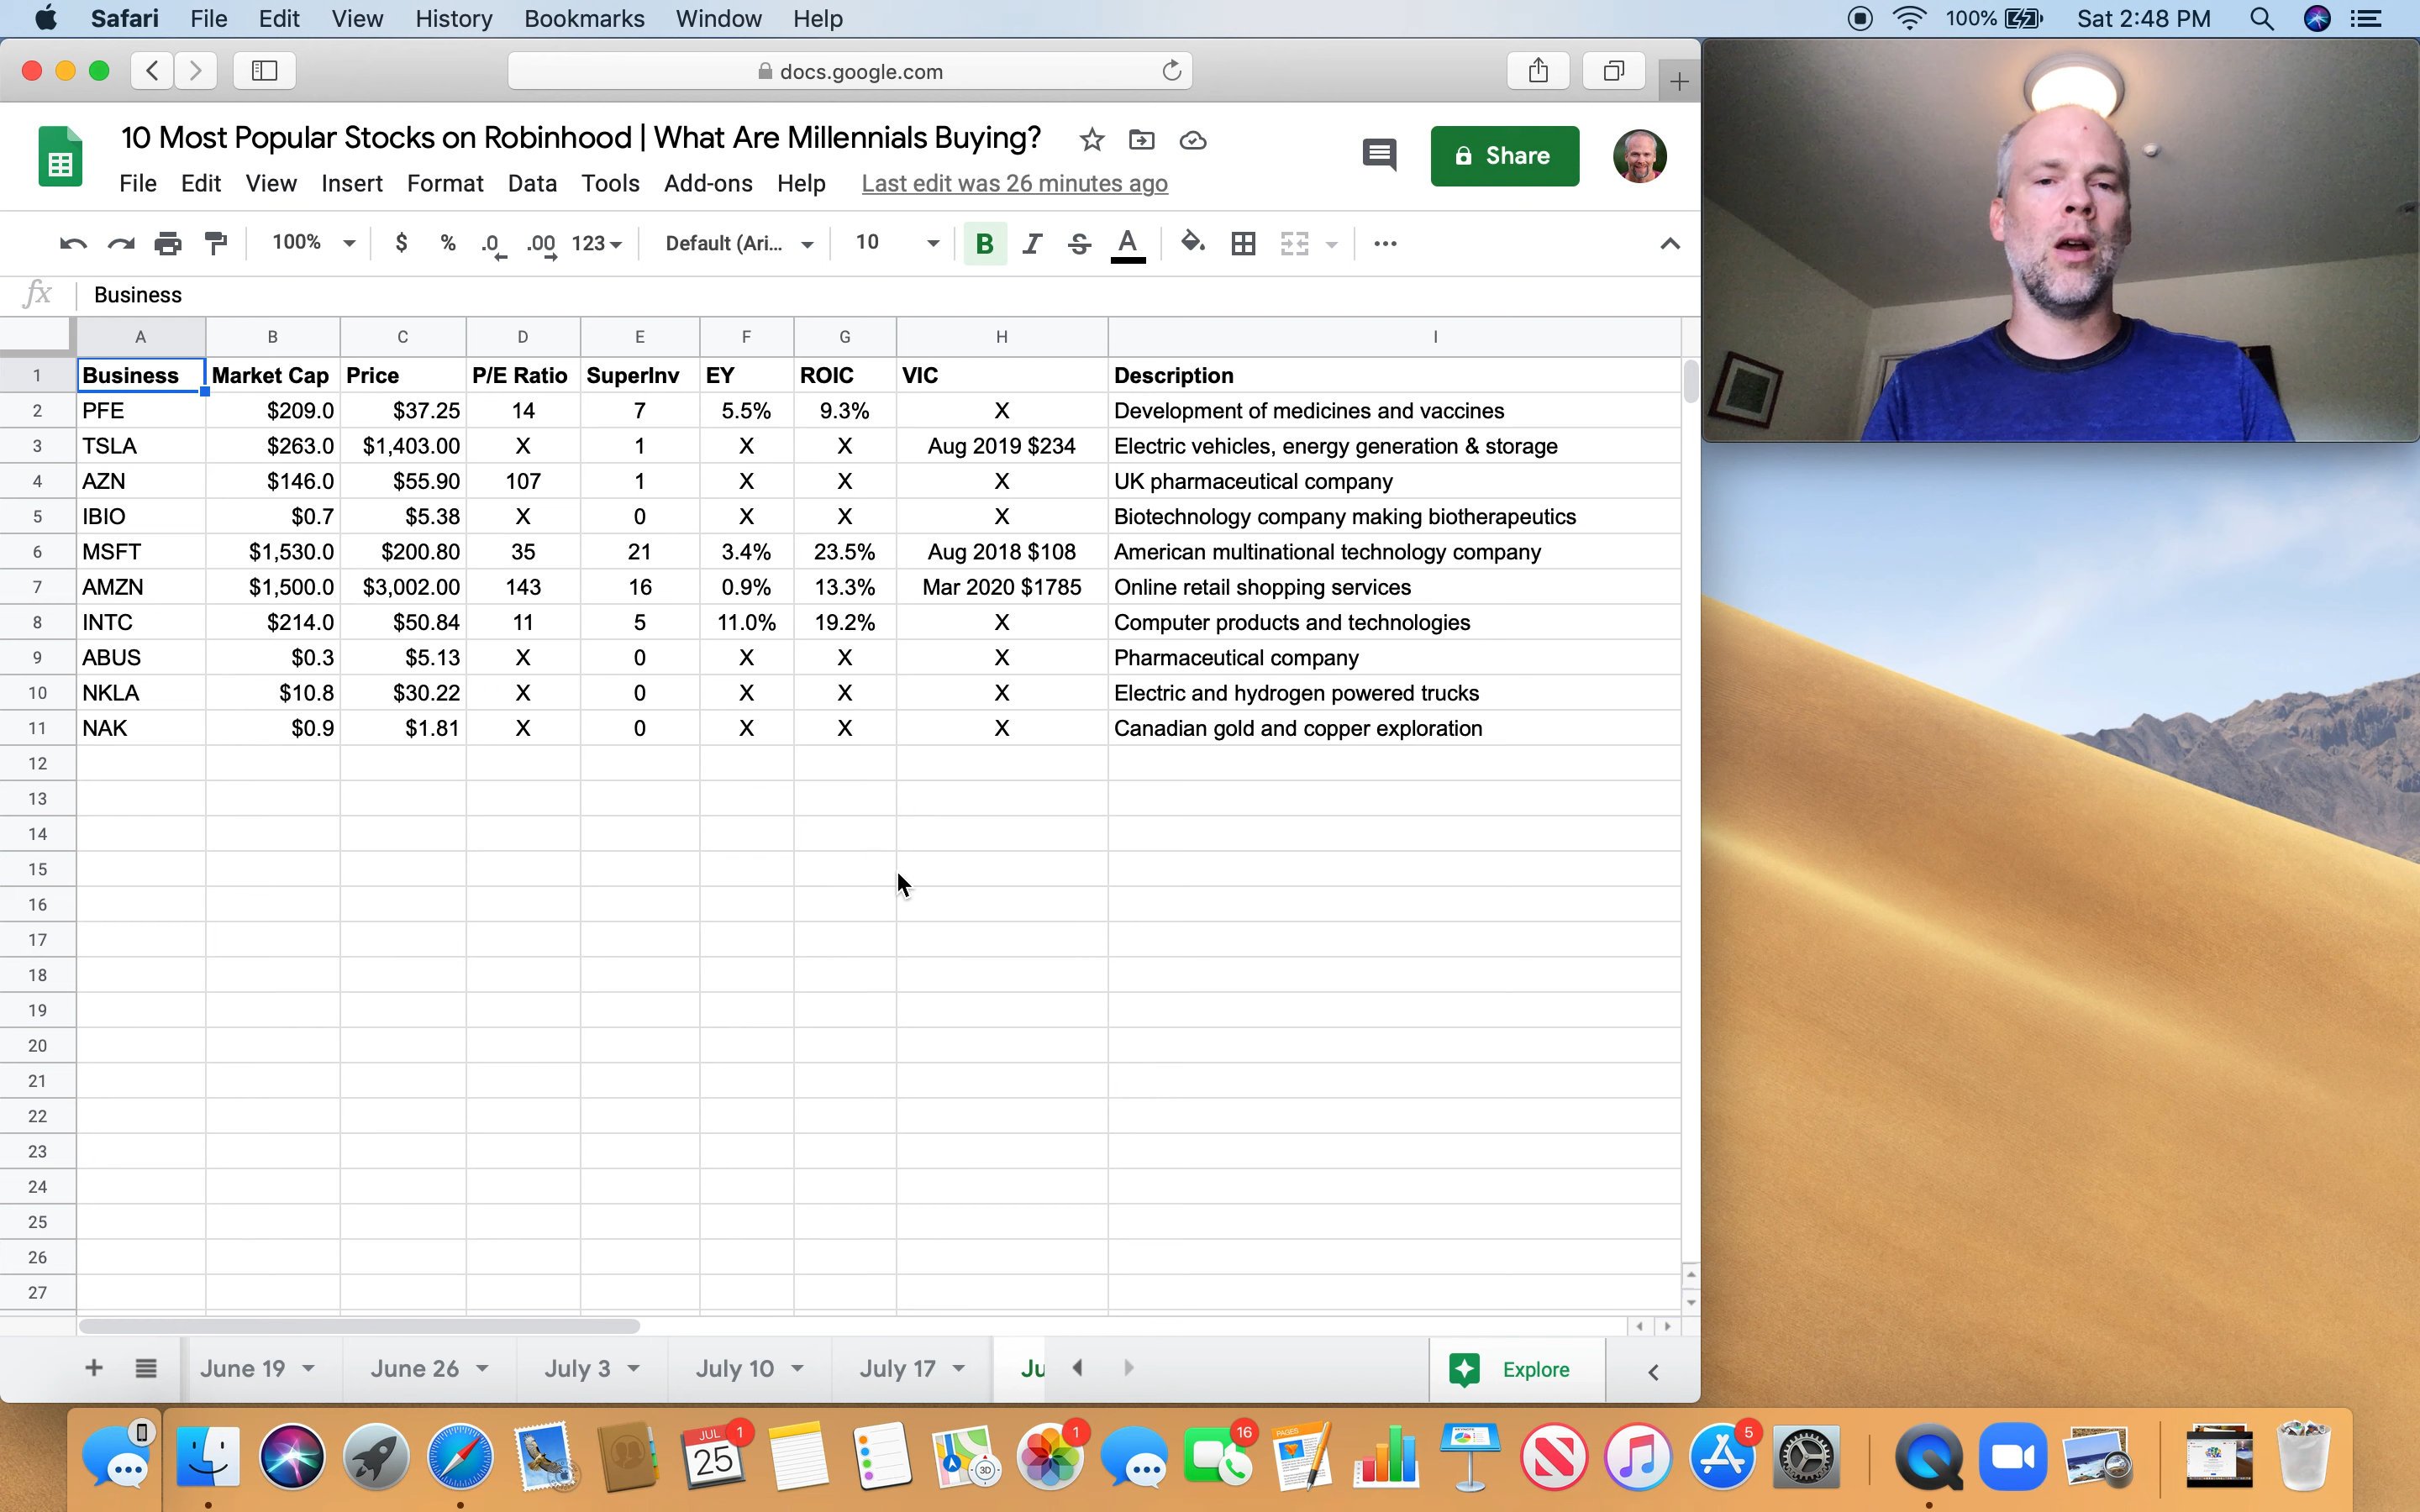 Safari File Edit View History Bookmarks Window Help 100% Sat 2:48 PM
docs.google.com
10 Most Popular Stocks on Robinhood | What Are Millennials Buying?
Share
File Edit View Insert Format Data Tools Add-ons Help Last edit was 26 minutes ago
100% $ % .0 .00 123 Default (Ari... 10 B I S A
fx Business
A B C D E F G H I
1 Business Market Cap Price P/E Ratio SuperInv EY ROIC VIC Description
2 PFE $209.0 $37.25 14 7 5.5% 9.3% X Development of medicines and vaccines
3 TSLA $263.0 $1,403.00 X 1 X X Aug 2019 $234 Electric vehicles, energy generation & storage
4 AZN $146.0 $55.90 107 1 X X X UK pharmaceutical company
5 IBIO $0.7 $5.38 X 0 X X X Biotechnology company making biotherapeutics
6 MSFT $1,530.0 $200.80 35 21 3.4% 23.5% Aug 2018 $108 American multinational technology company
7 AMZN $1,500.0 $3,002.00 143 16 0.9% 13.3% Mar 2020 $1785 Online retail shopping services
8 INTC $214.0 $50.84 11 5 11.0% 19.2% X Computer products and technologies
9 ABUS $0.3 $5.13 X 0 X X X Pharmaceutical company
10 NKLA $10.8 $30.22 X 0 X X X Electric and hydrogen powered trucks
11 NAK $0.9 $1.81 X 0 X X X Canadian gold and copper exploration
12
13
14
15
16
17
18
19
20
21
22
23
24
25
26
27
June 19 June 26 July 3 July 10 July 17 Ju Explore
JUL 25 1 3D 1 16 PAGES 5